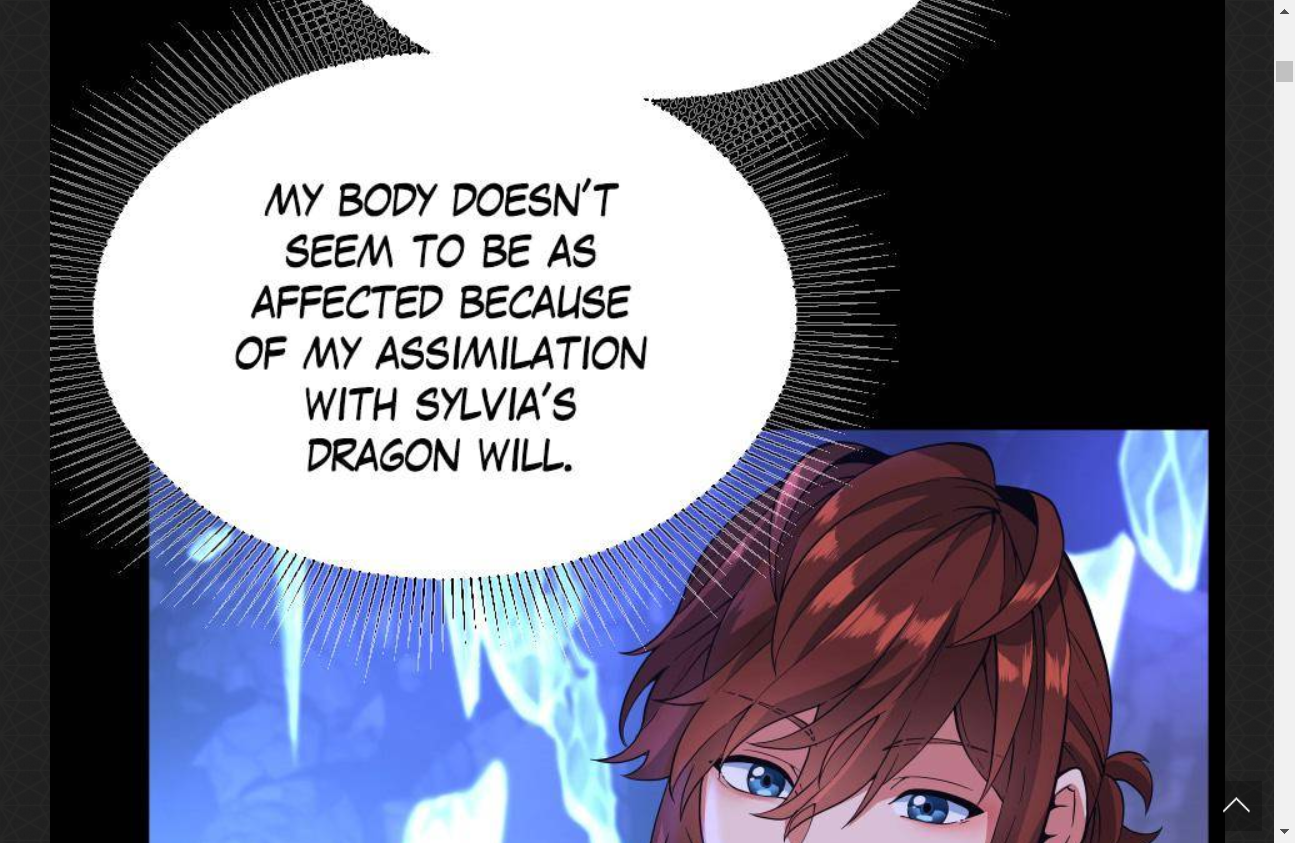 MY BODY DOESN'T
SEEM TO BE AS
AFFECTED BECAUSE
OF MY ASSIMILATION
WITH SYLVIA'S
DRAGON WILL.